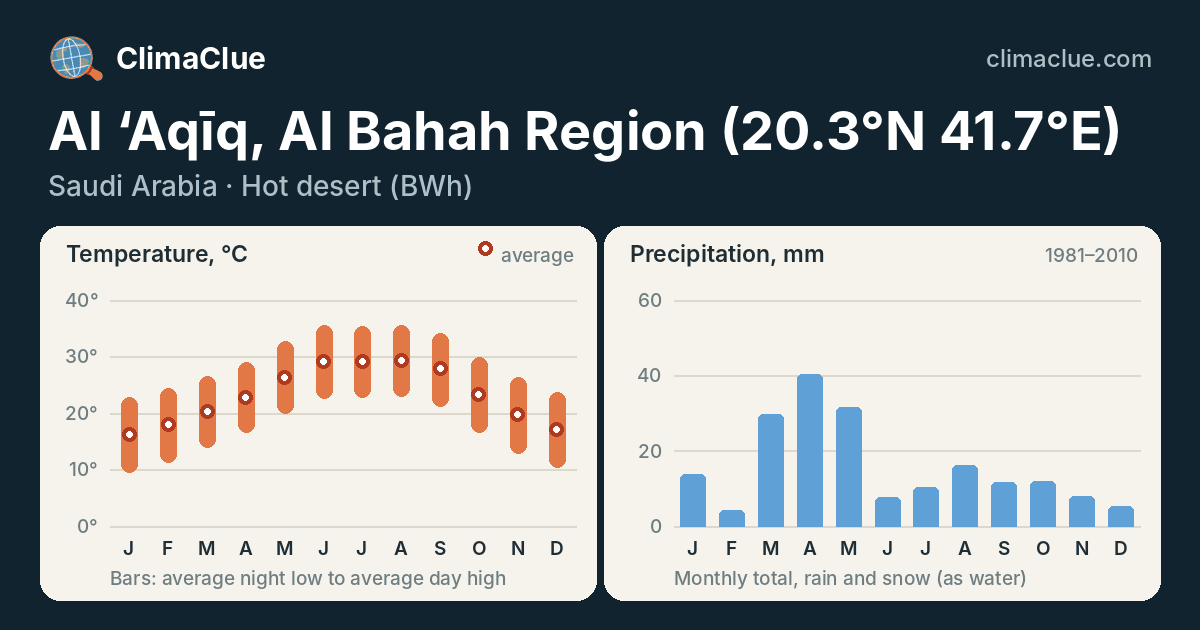 ClimaClue
climaclue.com
Al ‘Aqīq, Al Bahah Region (20.3°N 41.7°E)
Saudi Arabia · Hot desert (BWh)
Temperature, °C
average
40°
30°
20°
10°
0°
J F M A M J J A S O N D
Bars: average night low to average day high
Precipitation, mm
1981–2010
60
40
20
0
J F M A M J J A S O N D
Monthly total, rain and snow (as water)